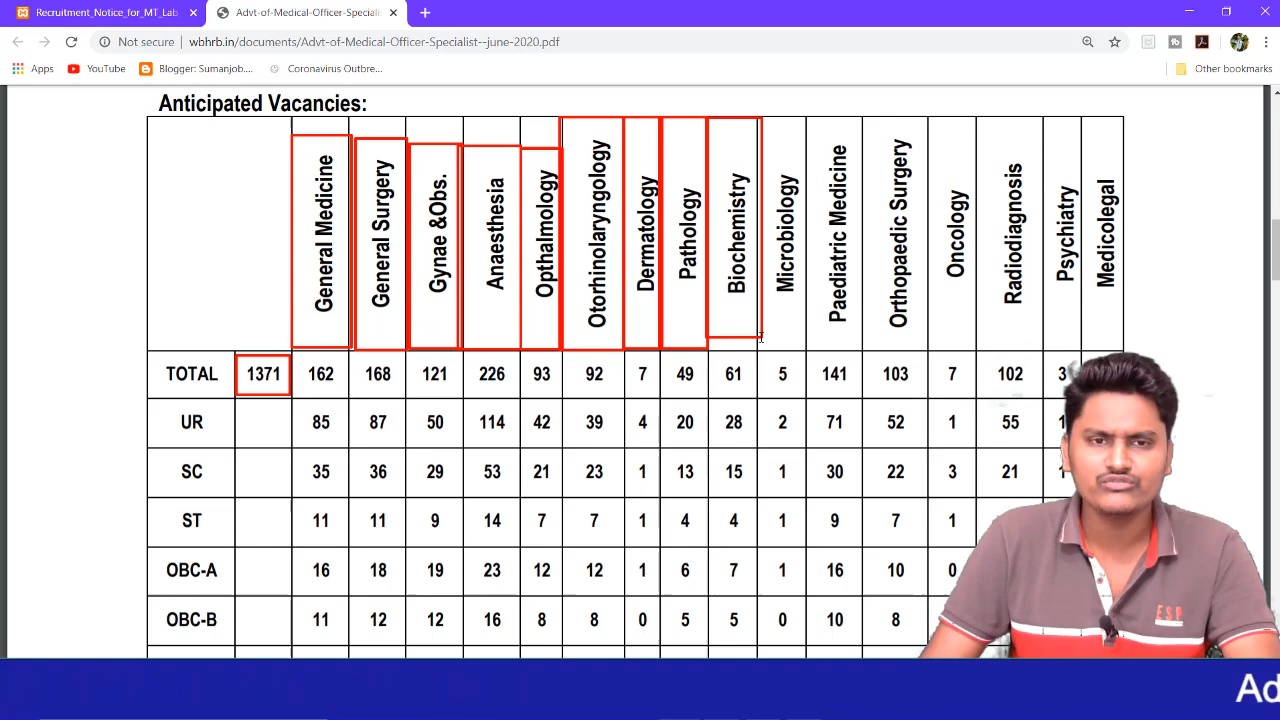 Recruitment_Notice_for_MT_Lab
Advt-of-Medical-Officer-Specialis
Not secure | wbhrb.in/documents/Advt-of-Medical-Officer-Specialist--june-2020.pdf
Apps YouTube Blogger: Sumanjob.... Coronavirus Outbre... Other bookmarks
Anticipated Vacancies:
General Medicine General Surgery Gynae &Obs. Anaesthesia Opthalmology Otorhinolaryngology Dermatology Pathology Biochemistry Microbiology Paediatric Medicine Orthopaedic Surgery Oncology Radiodiagnosis Psychiatry Medicolegal
TOTAL 1371 162 168 121 226 93 92 7 49 61 5 141 103 7 102 3
UR 85 87 50 114 42 39 4 20 28 2 71 52 1 55 1
SC 35 36 29 53 21 23 1 13 15 1 30 22 3 21 1
ST 11 11 9 14 7 7 1 4 4 1 9 7 1
OBC-A 16 18 19 23 12 12 1 6 7 1 16 10 0
OBC-B 11 12 12 16 8 8 0 5 5 0 10 8
ESP
Ad